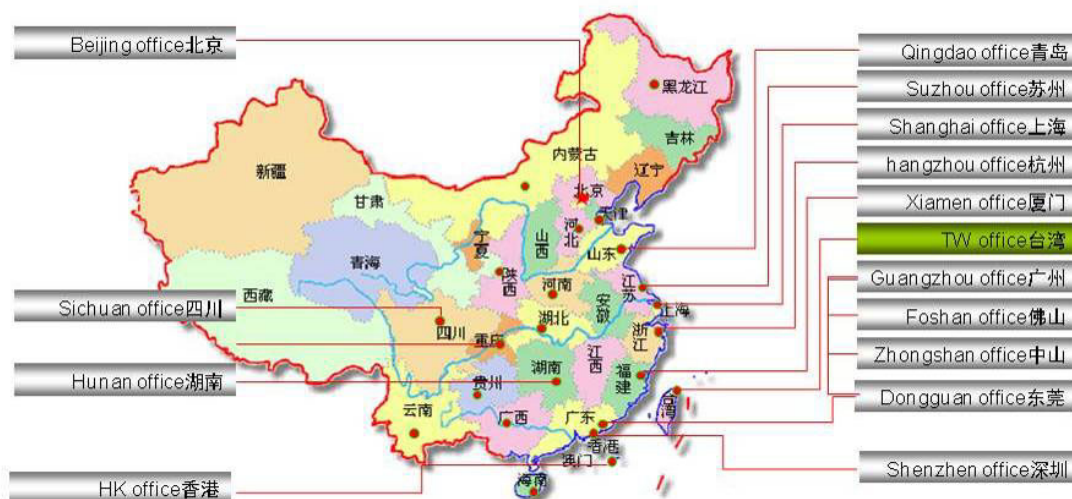 Beijing office北京
Sichuan office四川
Hunan office湖南
HK office香港
黑龙江
吉林
内蒙古
辽宁
新疆
甘肃
北京
天津
宁夏
山西
河北
山东
青海
陕西
河南
江苏
西藏
安徽
上海
四川
湖北
重庆
浙江
江西
湖南
福建
贵州
云南
广西
广东
台湾
香港
澳门
海南
Qingdao office青岛
Suzhou office苏州
Shanghai office上海
hangzhou office杭州
Xiamen office厦门
TW office台湾
Guangzhou office广州
Foshan office佛山
Zhongshan office中山
Dongguan office东莞
Shenzhen office深圳